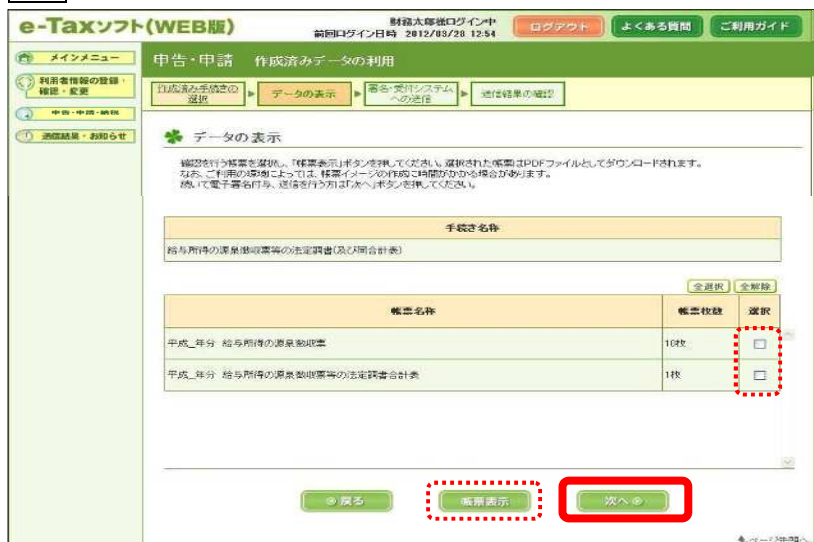 e-Taxソフト(WEB版)
財務太郎様ログイン中
前回ログイン日時 2012/03/28 12:54
ログアウト
よくある質問
ご利用ガイド
メインメニュー
利用者情報の登録・
確認・変更
申告・申請・納税
送信結果・お知らせ
申告・申請 作成済みデータの利用
作成済み手続きの
選択
データの表示
署名・受付システム
への送信
送信結果の確認
データの表示
確認を行う帳票を選択し、「帳票表示」ボタンを押してください。選択された帳票はPDFファイルとしてダウンロードされます。
なお、ご利用の環境によっては、帳票イメージの作成に時間がかかる場合があります。
続いて電子署名付与、送信を行う方は「次へ」ボタンを押してください。
手続き名称
給与所得の源泉徴収票等の法定調書(及び同合計表)
全選択 全解除
帳票名称 帳票枚数 選択
平成_年分 給与所得の源泉徴収票 10枚
平成_年分 給与所得の源泉徴収票等の法定調書合計表 1枚
戻る
帳票表示
次へ